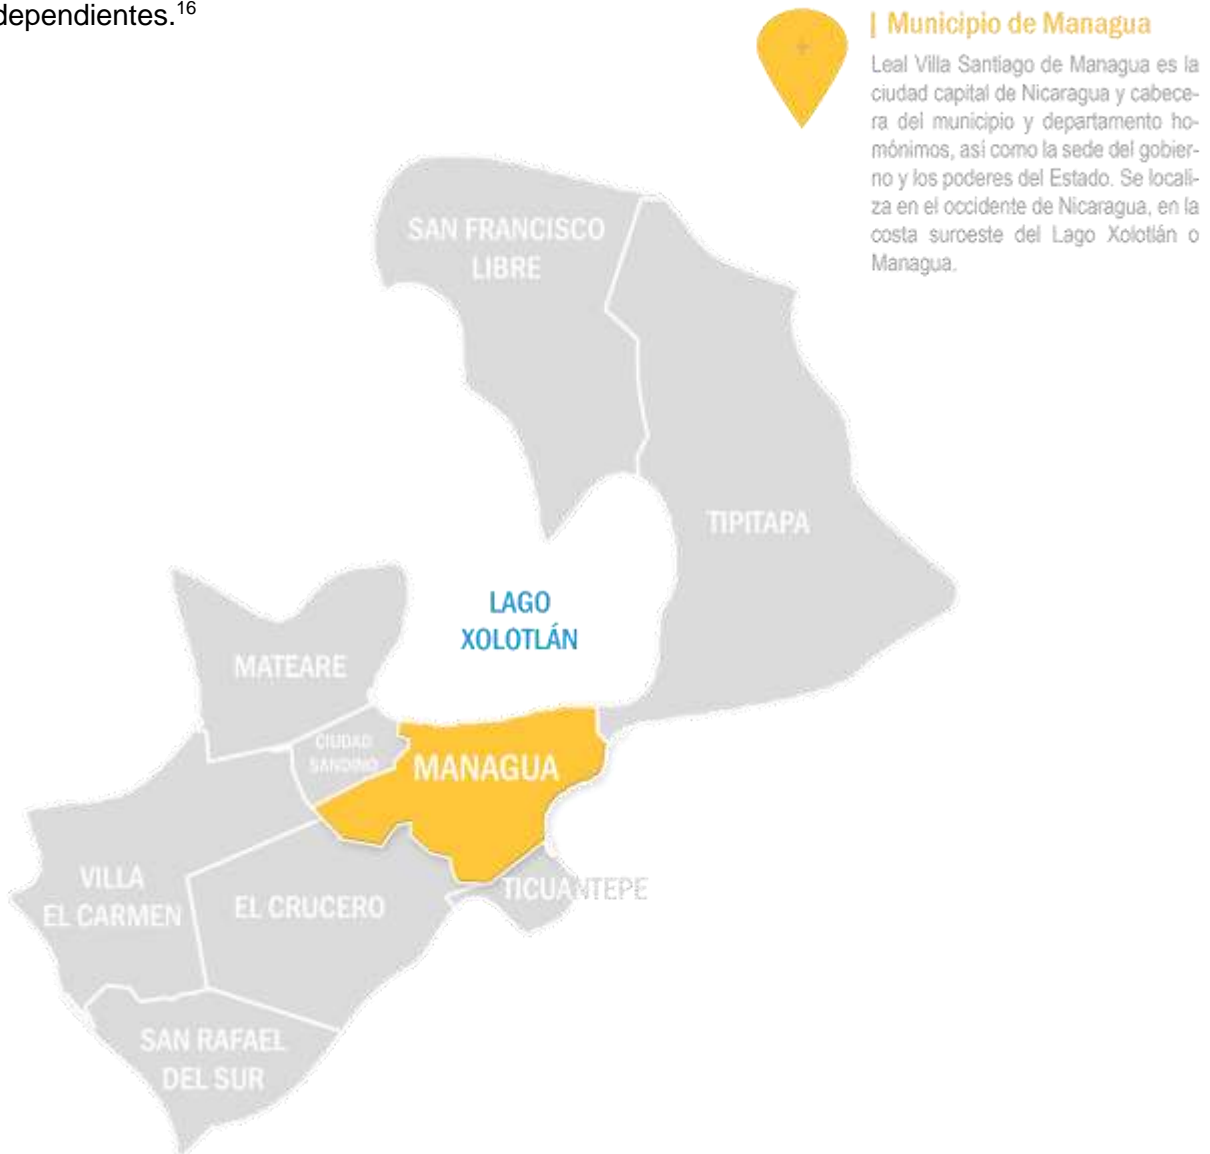 dependientes.16
| Municipio de Managua
Leal Villa Santiago de Managua es la
ciudad capital de Nicaragua y cabece-
ra del municipio y departamento ho-
mónimos, así como la sede del gobier-
no y los poderes del Estado. Se locali-
za en el occidente de Nicaragua, en la
costa suroeste del Lago Xolotlán o
Managua.
SAN FRANCISCO
LIBRE
TIPITAPA
LAGO
XOLOTLÁN
MATEARE
CIUDAD
SANDINO
MANAGUA
VILLA
EL CARMEN
EL CRUCERO
TICUANTEPE
SAN RAFAEL
DEL SUR